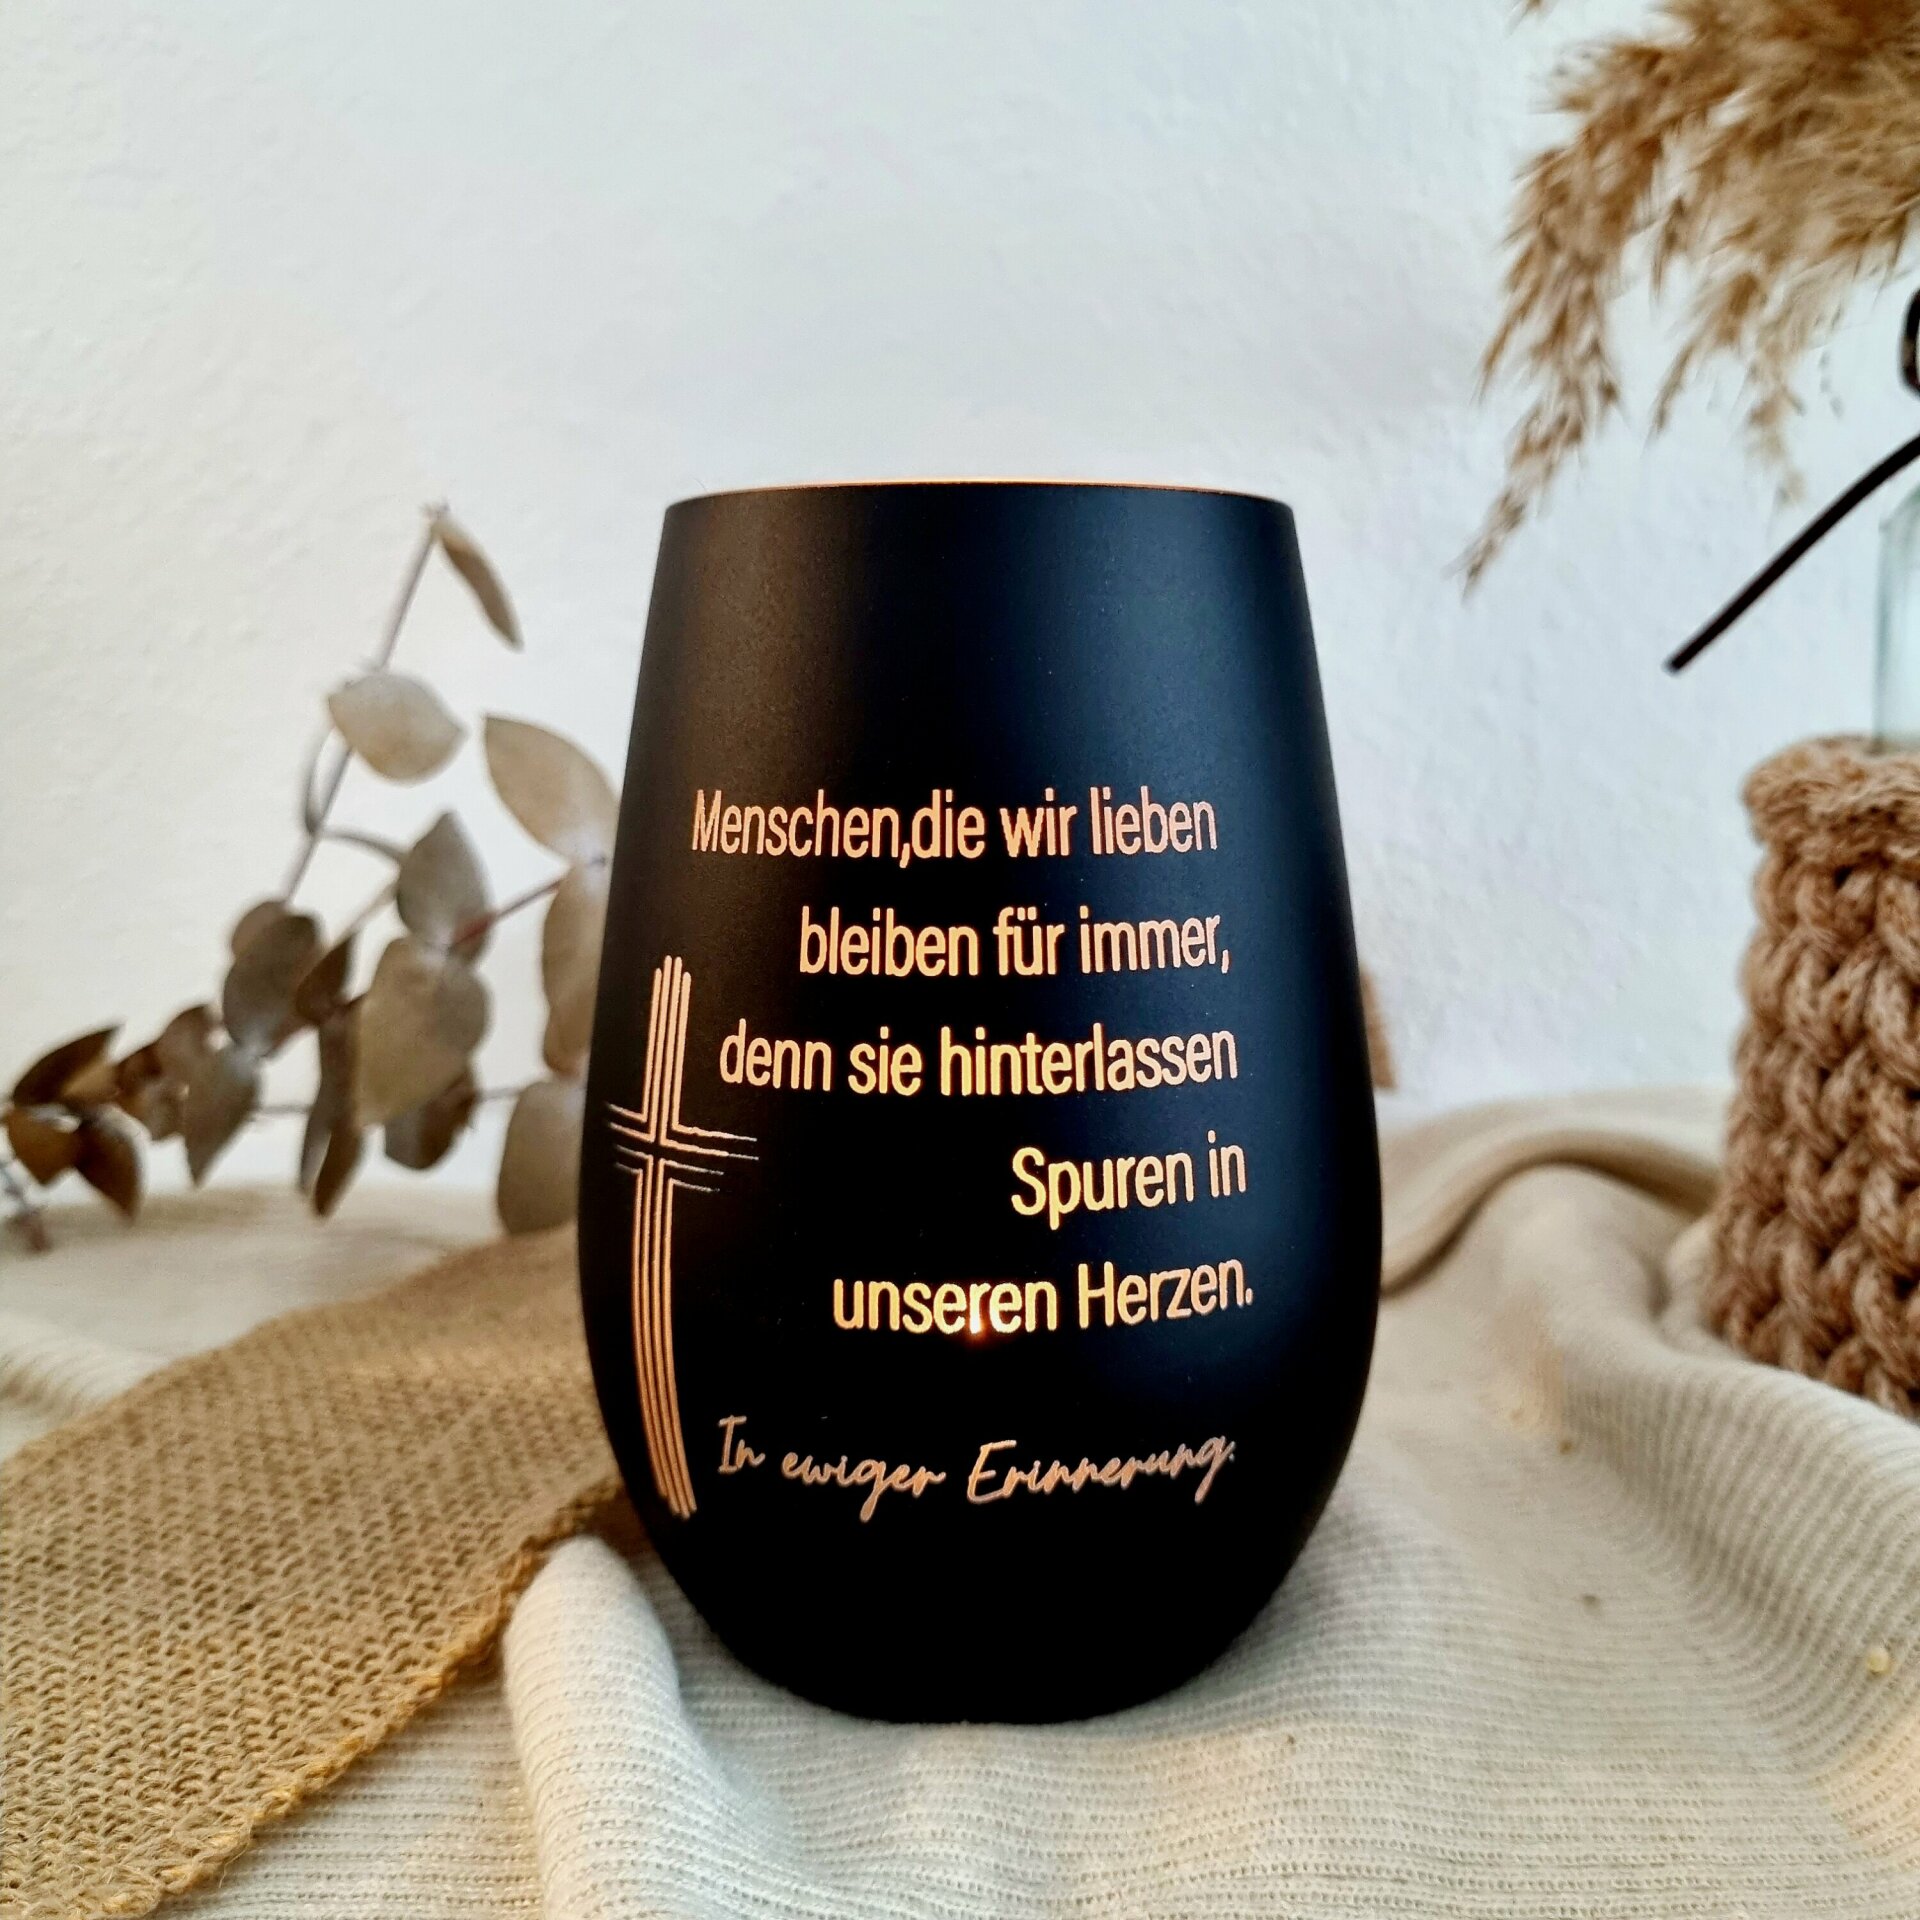 Menschen,die wir lieben
bleiben für immer,
denn sie hinterlassen
Spuren in
unseren Herzen.
In ewiger Erinnerung.